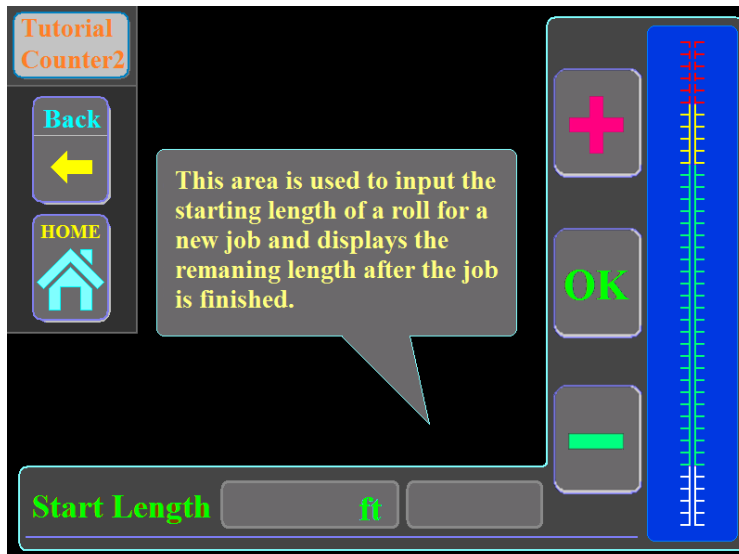 Tutorial
Counter2
Back
HOME
This area is used to input the
starting length of a roll for a
new job and displays the
remaning length after the job
is finished.
OK
Start Length
ft